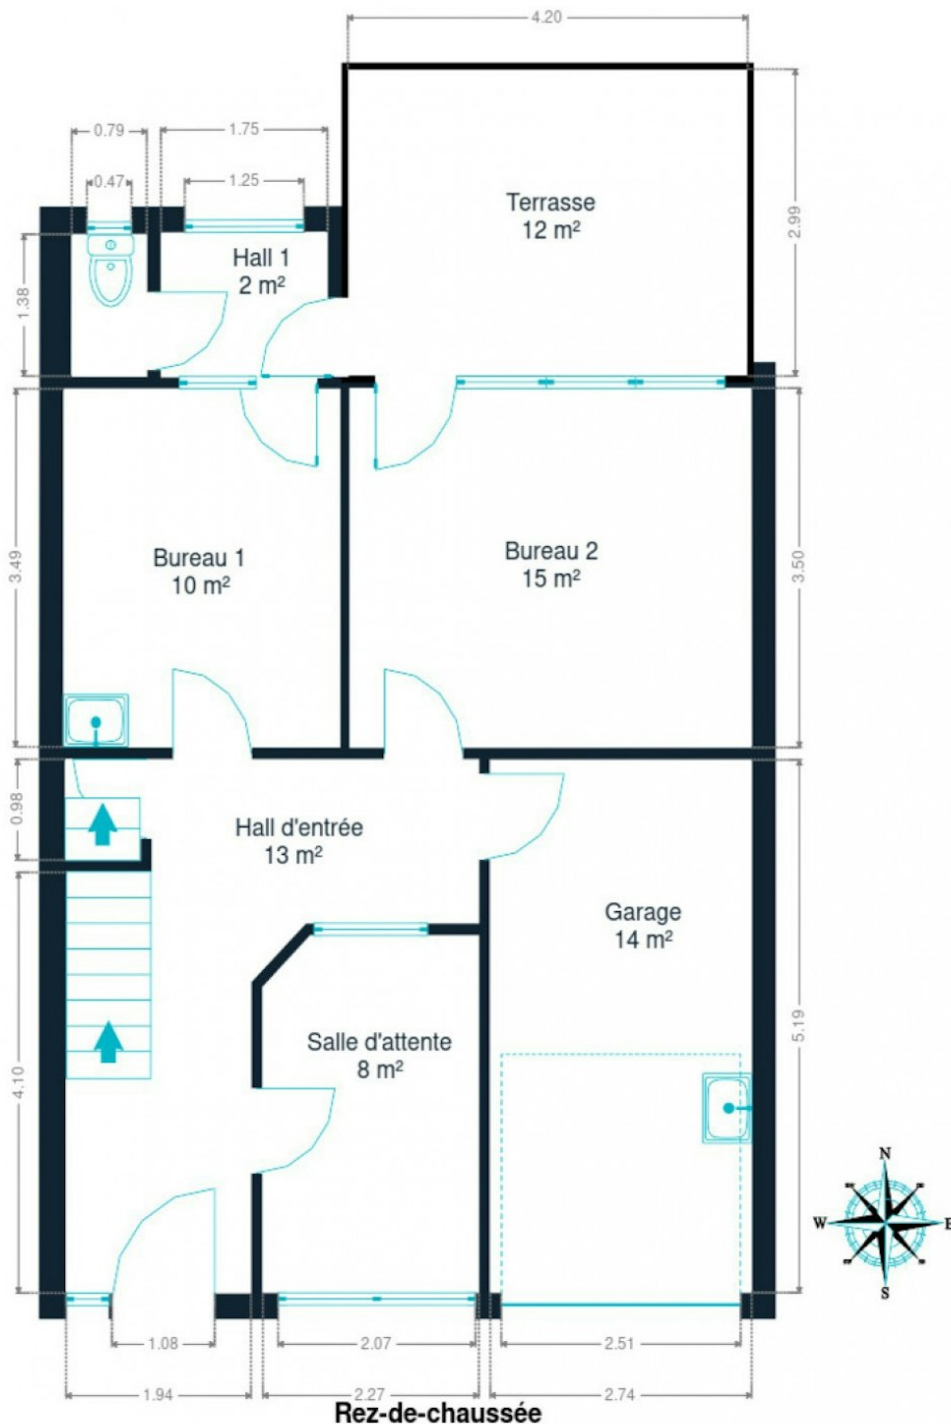 4.20
0.79
1.75
0.47
1.25
Terrasse
12 m²
2.99
Hall 1
2 m²
1.38
Bureau 1
10 m²
Bureau 2
15 m²
3.49
3.50
0.98
Hall d'entrée
13 m²
Garage
14 m²
Salle d'attente
8 m²
4.10
5.19
N
W
E
S
1.08
2.07
2.51
1.94
2.27
2.74
Rez-de-chaussée